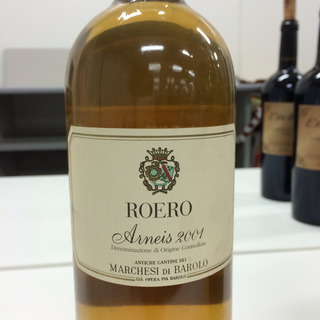 ROERO
Arneis 2001
Denominazione di Origine Controllata
ANTICHE CANTINE DEI
MARCHESI DI BAROLO
GIÀ OPERA PIA BAROLO